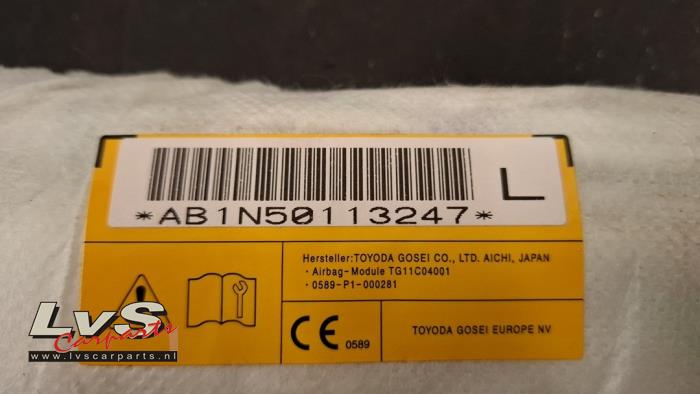 L
*AB1N50113247*
Hersteller:TOYODA GOSEI CO., LTD. AICHI, JAPAN
・Airbag-Module TG11C04001
・0589-P1-000281
CE 0589
TOYODA GOSEI EUROPE NV
LvS
Carparts
www.lvscarparts.nl